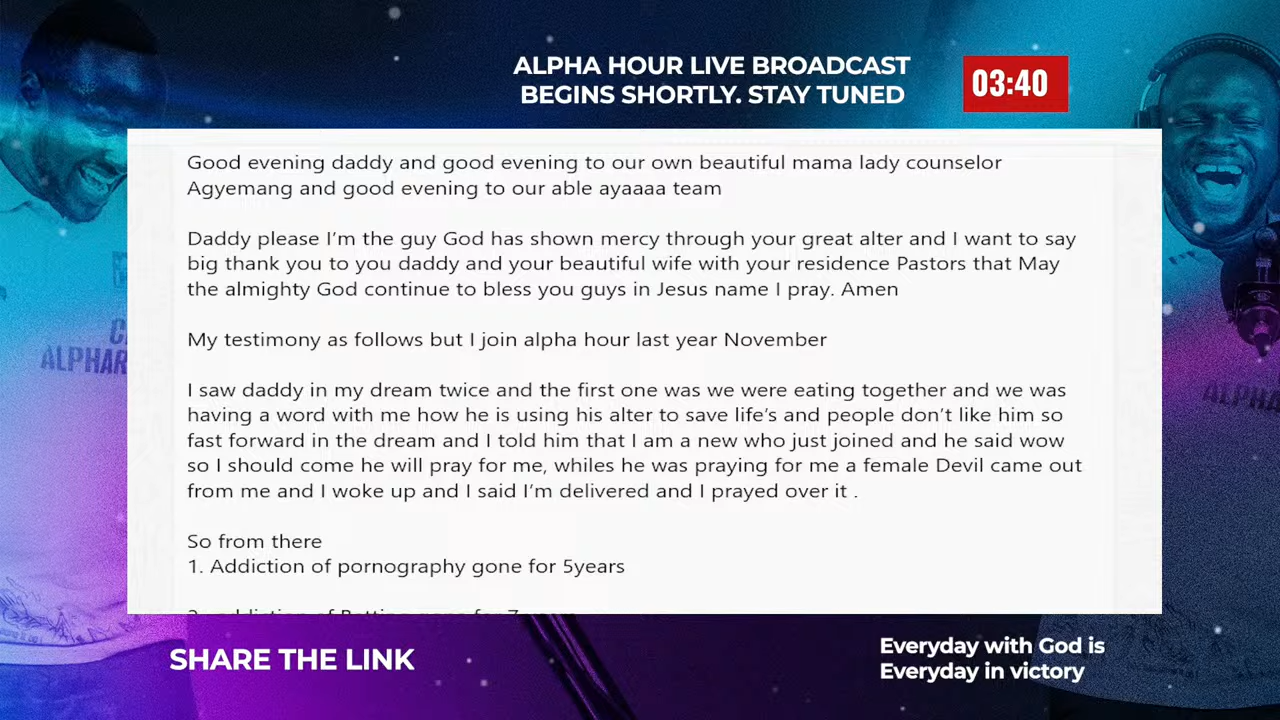 ALPHA HOUR LIVE BROADCAST
BEGINS SHORTLY. STAY TUNED
03:40
Good evening daddy and good evening to our own beautiful mama lady counselor
Agyemang and good evening to our able ayaaaa team
Daddy please I’m the guy God has shown mercy through your great alter and I want to say
big thank you to you daddy and your beautiful wife with your residence Pastors that May
the almighty God continue to bless you guys in Jesus name I pray. Amen
My testimony as follows but I join alpha hour last year November
I saw daddy in my dream twice and the first one was we were eating together and we was
having a word with me how he is using his alter to save life’s and people don’t like him so
fast forward in the dream and I told him that I am a new who just joined and he said wow
so I should come he will pray for me, whiles he was praying for me a female Devil came out
from me and I woke up and I said I’m delivered and I prayed over it .
So from there
1. Addiction of pornography gone for 5years
SHARE THE LINK
Everyday with God is
Everyday in victory